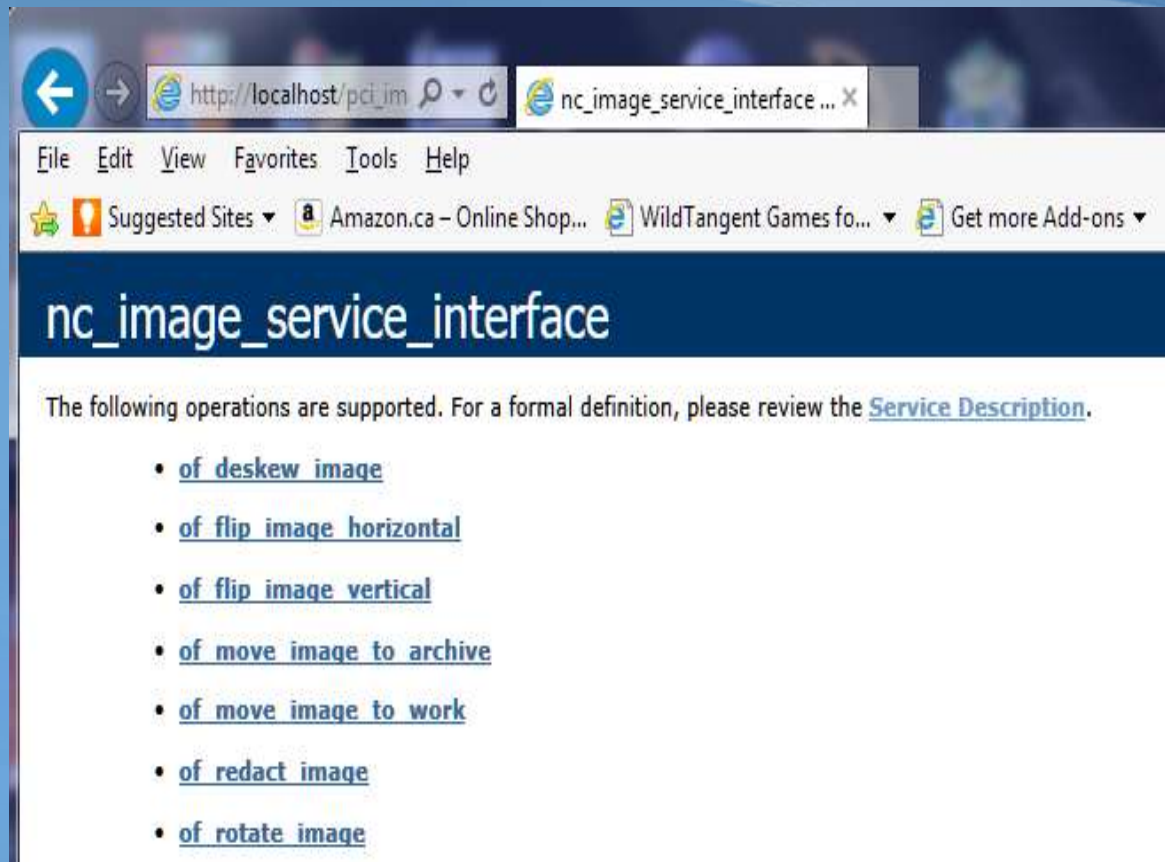 http://localhost/pci_im
nc_image_service_interface ...
File Edit View Favorites Tools Help
Suggested Sites Amazon.ca – Online Shop... WildTangent Games fo... Get more Add-ons
nc_image_service_interface
The following operations are supported. For a formal definition, please review the Service Description.
• of_deskew_image
• of_flip_image_horizontal
• of_flip_image_vertical
• of_move_image_to_archive
• of_move_image_to_work
• of_redact_image
• of_rotate_image